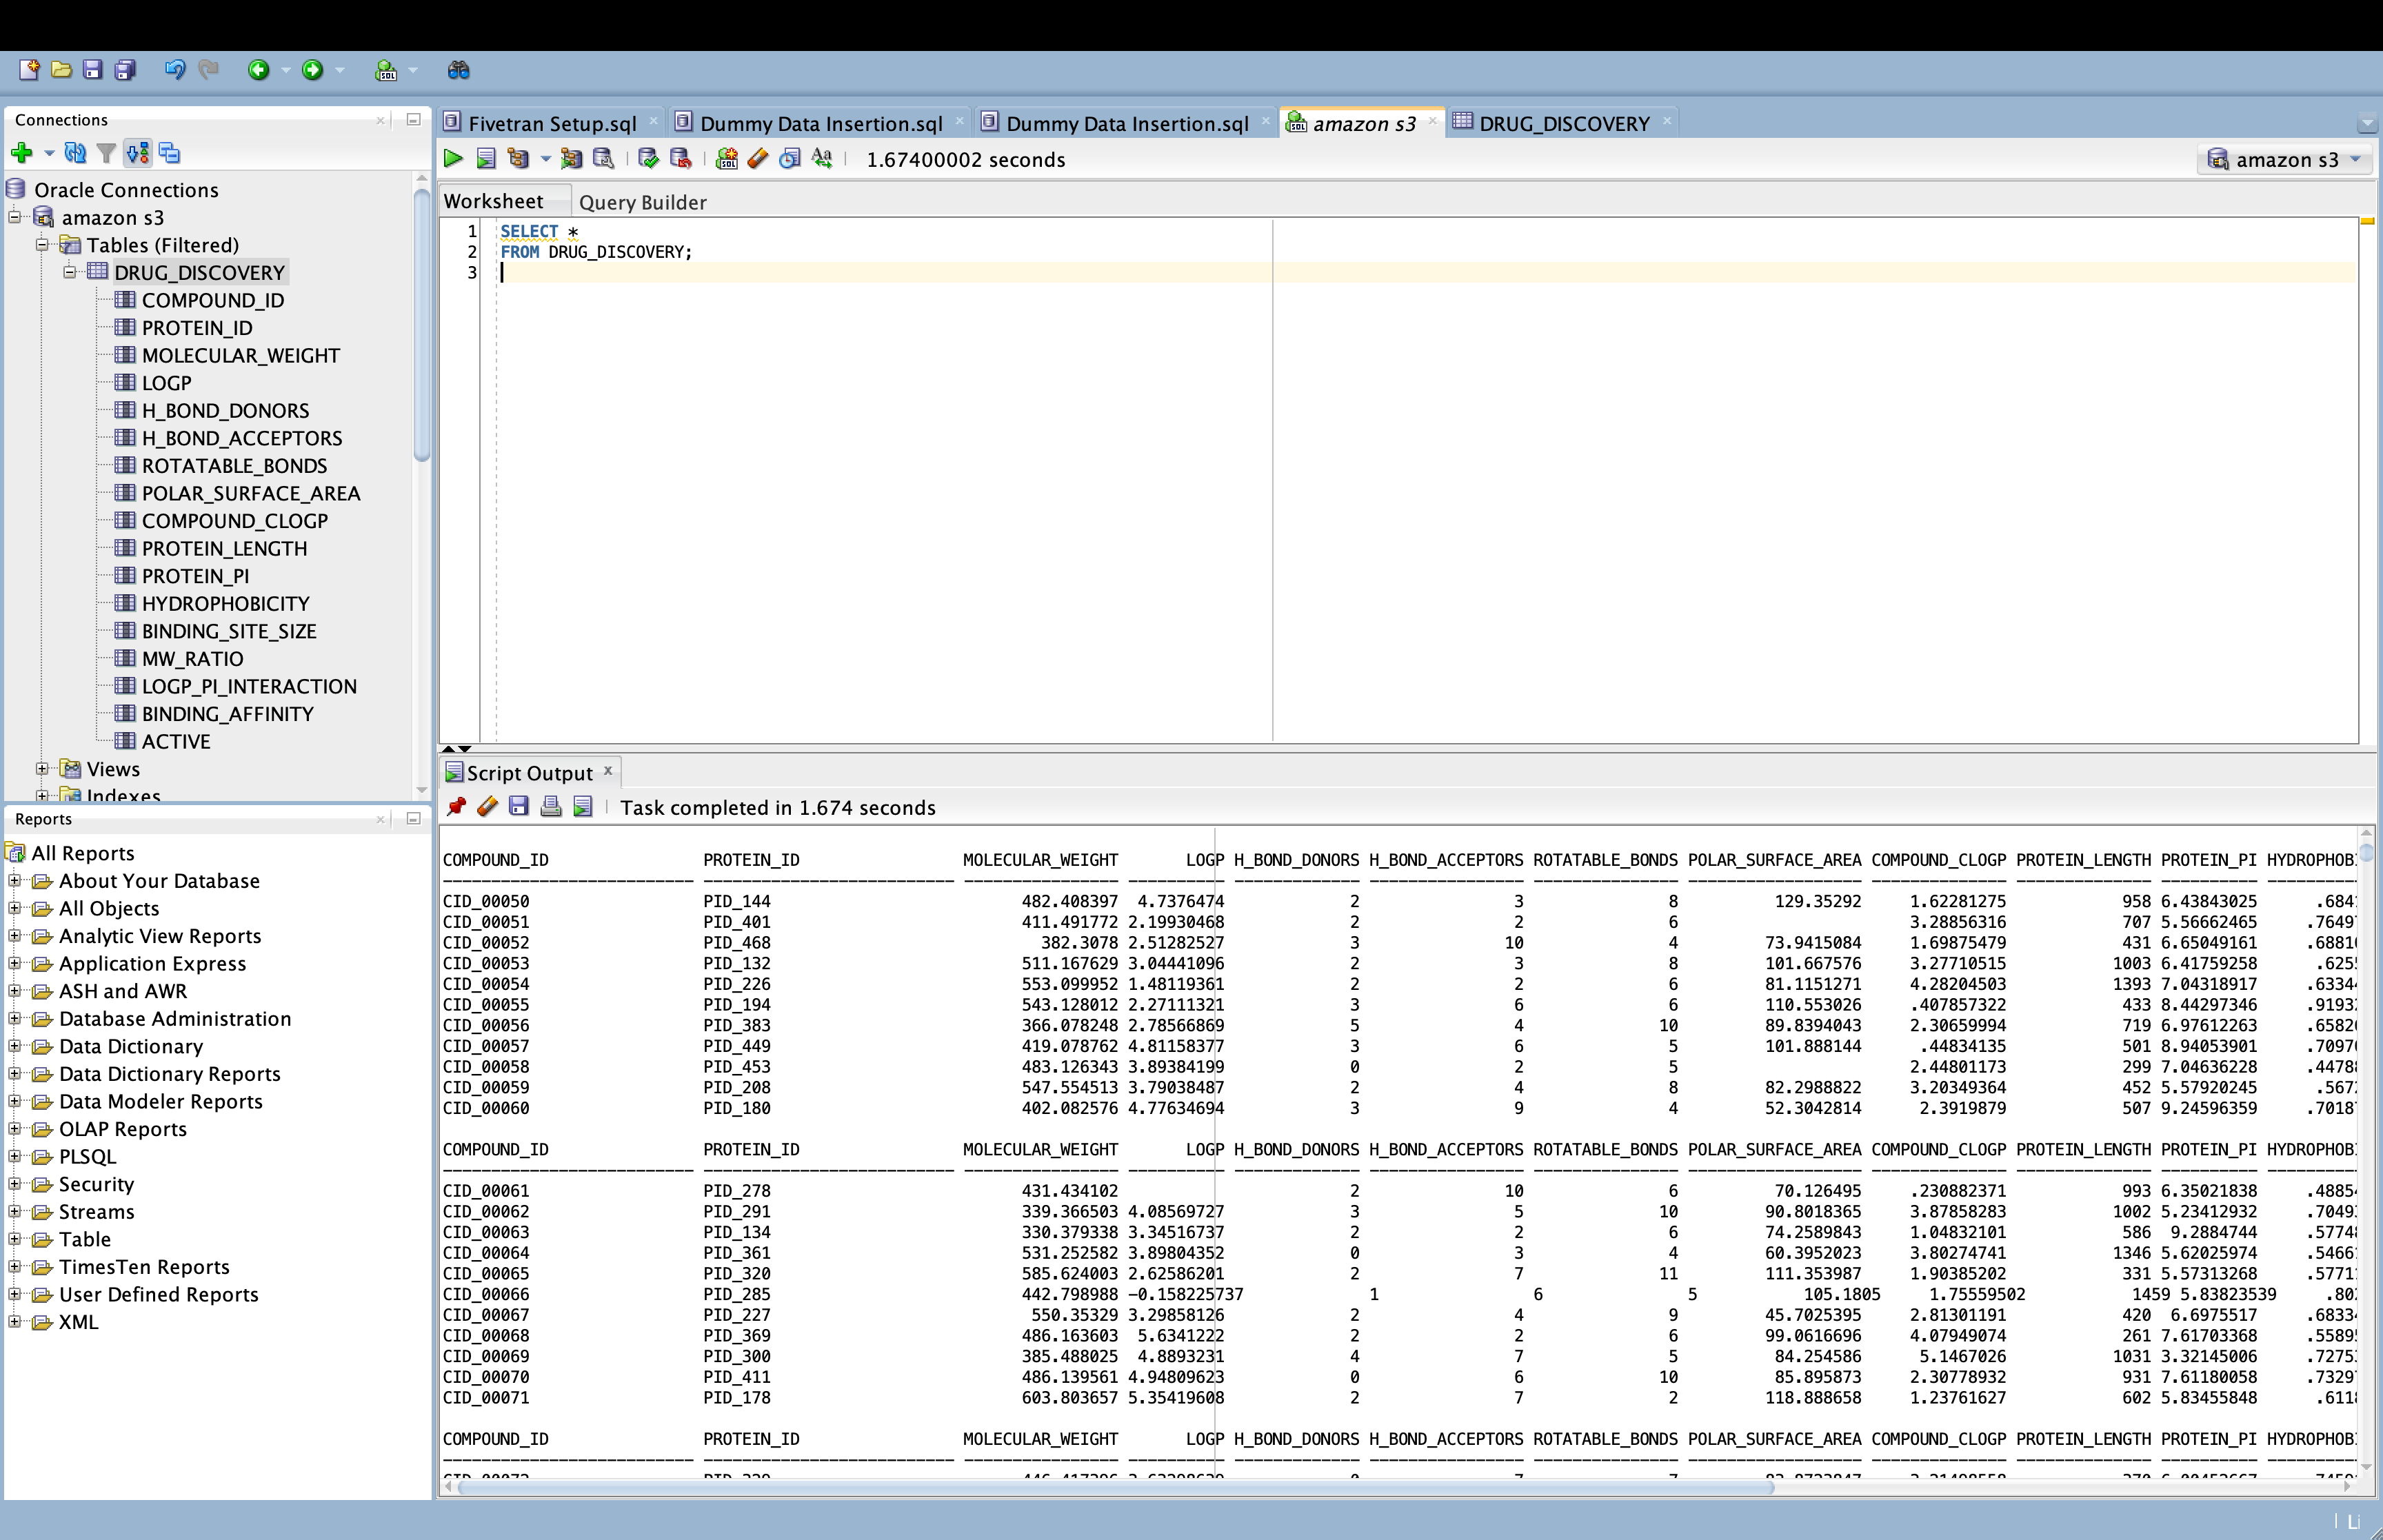 Connections
Oracle Connections
amazon s3
Tables (Filtered)
DRUG_DISCOVERY
COMPOUND_ID
PROTEIN_ID
MOLECULAR_WEIGHT
LOGP
H_BOND_DONORS
H_BOND_ACCEPTORS
ROTATABLE_BONDS
POLAR_SURFACE_AREA
COMPOUND_CLOGP
PROTEIN_LENGTH
PROTEIN_PI
HYDROPHOBICITY
BINDING_SITE_SIZE
MW_RATIO
LOGP_PI_INTERACTION
BINDING_AFFINITY
ACTIVE
Views
Indexes
Reports
All Reports
About Your Database
All Objects
Analytic View Reports
Application Express
ASH and AWR
Database Administration
Data Dictionary
Data Dictionary Reports
Data Modeler Reports
OLAP Reports
PLSQL
Security
Streams
Table
TimesTen Reports
User Defined Reports
XML
Fivetran Setup.sql Dummy Data Insertion.sql Dummy Data Insertion.sql amazon s3 DRUG_DISCOVERY
1.67400002 seconds amazon s3
Worksheet Query Builder
1 SELECT *
2 FROM DRUG_DISCOVERY;
3
Script Output
Task completed in 1.674 seconds
COMPOUND_ID PROTEIN_ID MOLECULAR_WEIGHT LOGP H_BOND_DONORS H_BOND_ACCEPTORS ROTATABLE_BONDS POLAR_SURFACE_AREA COMPOUND_CLOGP PROTEIN_LENGTH PROTEIN_PI HYDROPHOB
CID_00050 PID_144 482.408397 4.7376474 2 3 8 129.35292 1.62281275 958 6.43843025 .684
CID_00051 PID_401 411.491772 2.19930468 2 2 6 3.28856316 707 5.56662465 .7649
CID_00052 PID_468 382.3078 2.51282527 3 10 4 73.9415084 1.69875479 431 6.65049161 .6881
CID_00053 PID_132 511.167629 3.04441096 2 3 8 101.667576 3.27710515 1003 6.41759258 .625
CID_00054 PID_226 553.099952 1.48119361 2 2 6 81.1151271 4.28204503 1393 7.04318917 .6334
CID_00055 PID_194 543.128012 2.27111321 3 6 6 110.553026 .407857322 433 8.44297346 .9193
CID_00056 PID_383 366.078248 2.78566869 5 4 10 89.8394043 2.30659994 719 6.97612263 .6582
CID_00057 PID_449 419.078762 4.81158377 3 6 5 101.888144 .44834135 501 8.94053901 .7097
CID_00058 PID_453 483.126343 3.89384199 0 2 5 2.44801173 299 7.04636228 .4478
CID_00059 PID_208 547.554513 3.79038487 2 4 8 82.2988822 3.20349364 452 5.57920245 .567
CID_00060 PID_180 402.082576 4.77634694 3 9 4 52.3042814 2.3919879 507 9.24596359 .7018
COMPOUND_ID PROTEIN_ID MOLECULAR_WEIGHT LOGP H_BOND_DONORS H_BOND_ACCEPTORS ROTATABLE_BONDS POLAR_SURFACE_AREA COMPOUND_CLOGP PROTEIN_LENGTH PROTEIN_PI HYDROPHOB
CID_00061 PID_278 431.434102 2 10 6 70.126495 .230882371 993 6.35021838 .4885
CID_00062 PID_291 339.366503 4.08569727 3 5 10 90.8018365 3.87858283 1002 5.23412932 .7049
CID_00063 PID_134 330.379338 3.34516737 2 2 6 74.2589843 1.04832101 586 9.2884744 .5774
CID_00064 PID_361 531.252582 3.89804352 0 3 4 60.3952023 3.80274741 1346 5.62025974 .5466
CID_00065 PID_320 585.624003 2.62586201 2 7 11 111.353987 1.90385202 331 5.57313268 .5771
CID_00066 PID_285 442.798988 -0.158225737 1 6 5 105.1805 1.75559502 1459 5.83823539 .80
CID_00067 PID_227 550.35329 3.29858126 2 4 9 45.7025395 2.81301191 420 6.6975517 .6833
CID_00068 PID_369 486.163603 5.6341222 2 2 6 99.0616696 4.07949074 261 7.61703368 .5589
CID_00069 PID_300 385.488025 4.8893231 4 7 5 84.254586 5.1467026 1031 3.32145006 .7275
CID_00070 PID_411 486.139561 4.94809623 0 6 10 85.895873 2.30778932 931 7.61180058 .7329
CID_00071 PID_178 603.803657 5.35419608 2 7 2 118.888658 1.23761627 602 5.83455848 .611
COMPOUND_ID PROTEIN_ID MOLECULAR_WEIGHT LOGP H_BOND_DONORS H_BOND_ACCEPTORS ROTATABLE_BONDS POLAR_SURFACE_AREA COMPOUND_CLOGP PROTEIN_LENGTH PROTEIN_PI HYDROPHOB
Li